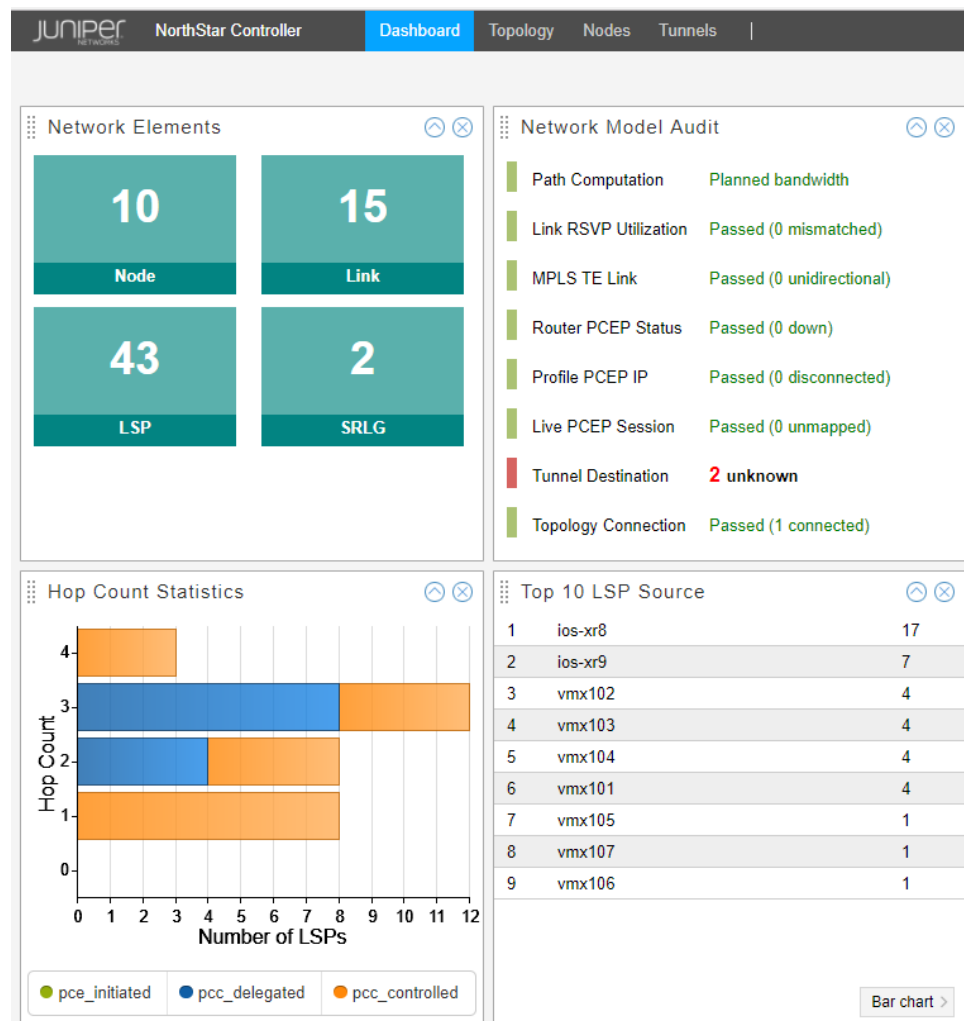 JUNIPER NETWORKS NorthStar Controller Dashboard Topology Nodes Tunnels
Network Elements
10
Node
15
Link
43
LSP
2
SRLG
Network Model Audit
Path Computation Planned bandwidth
Link RSVP Utilization Passed (0 mismatched)
MPLS TE Link Passed (0 unidirectional)
Router PCEP Status Passed (0 down)
Profile PCEP IP Passed (0 disconnected)
Live PCEP Session Passed (0 unmapped)
Tunnel Destination 2 unknown
Topology Connection Passed (1 connected)
Hop Count Statistics
Hop Count
4
3
2
1
0
0 1 2 3 4 5 6 7 8 9 10 11 12
Number of LSPs
pce_initiated pcc_delegated pcc_controlled
Top 10 LSP Source
1 ios-xr8 17
2 ios-xr9 7
3 vmx102 4
4 vmx103 4
5 vmx104 4
6 vmx101 4
7 vmx105 1
8 vmx107 1
9 vmx106 1
Bar chart >